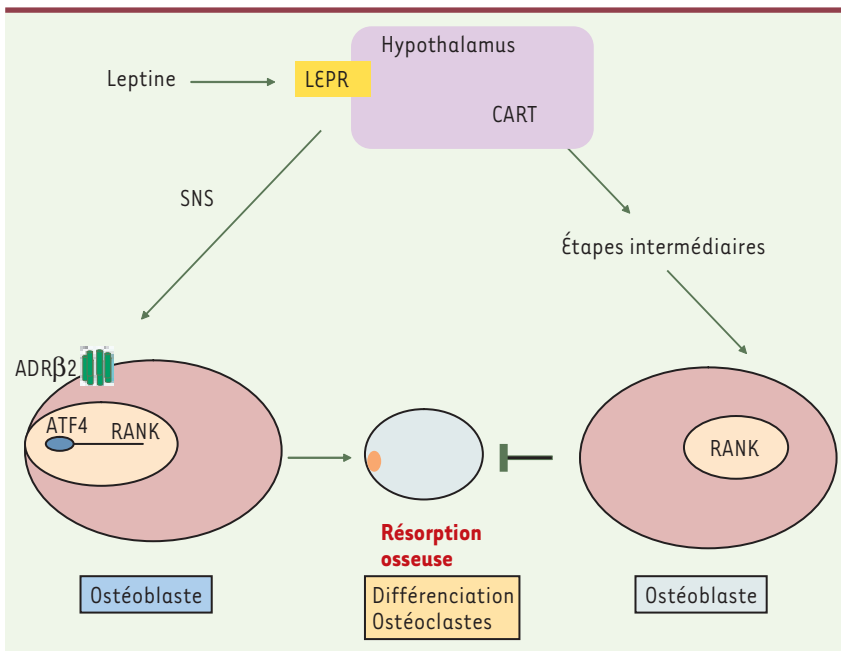 Hypothalamus
Leptine
LEPR
CART
SNS
Étapes intermédiaires
ADRβ2
ATF4
RANK
RANK
Résorption
osseuse
Ostéoblaste
Différenciation
Ostéoclastes
Ostéoblaste